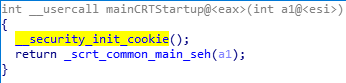 int __usercall mainCRTStartup@<eax>(int a1@<esi>)
{
  __security_init_cookie();
  return _scrt_common_main_seh(a1);
}